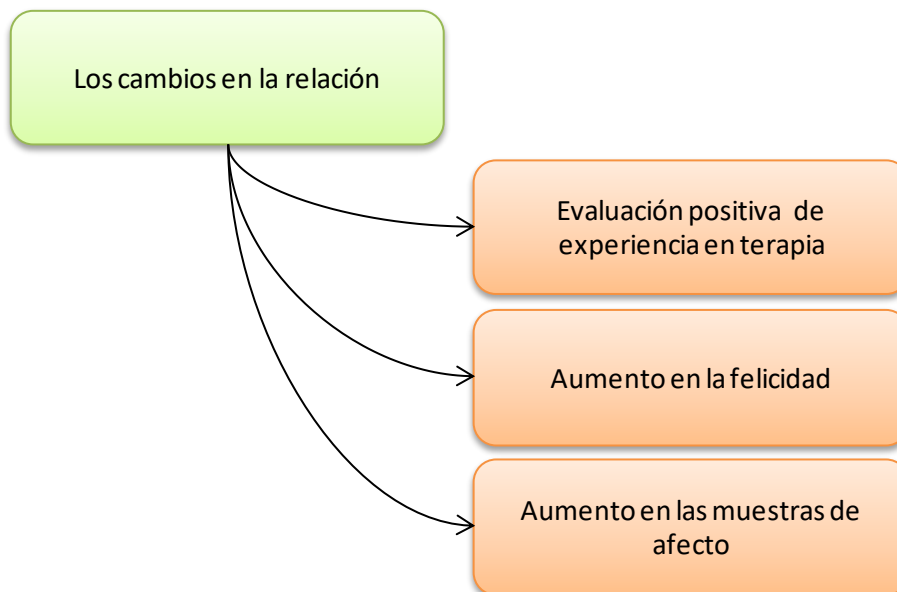 Los cambios en la relación
Evaluación positiva de
experiencia en terapia
Aumento en la felicidad
Aumento en las muestras de
afecto